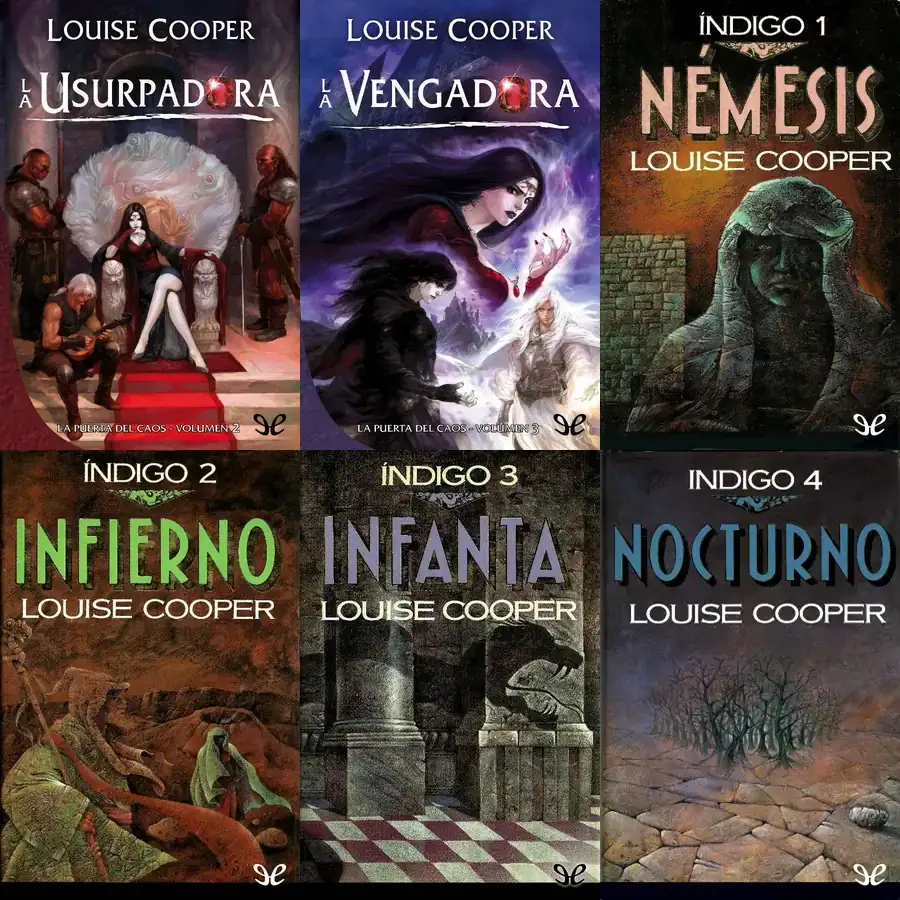 LOUISE COOPER
LA USURPADORA
LA PUERTA DEL CAOS - VOLUMEN 2
LOUISE COOPER
LA VENGADORA
LA PUERTA DEL CAOS - VOLUMEN 3
ÍNDIGO 1
NÉMESIS
LOUISE COOPER
ÍNDIGO 2
INFIERNO
LOUISE COOPER
ÍNDIGO 3
INFANTA
LOUISE COOPER
INDIGO 4
NOCTURNO
LOUISE COOPER